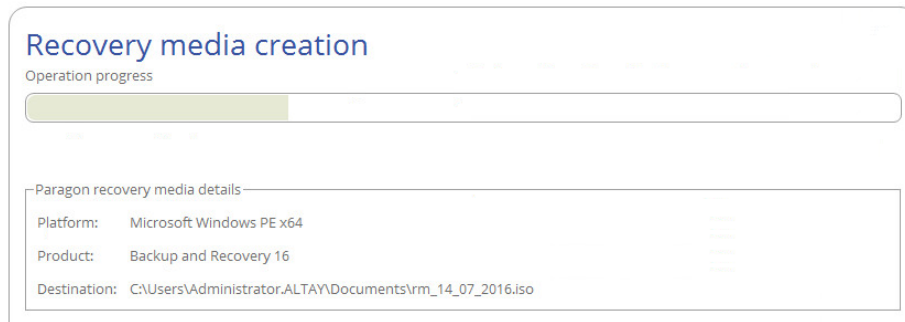 Recovery media creation
Operation progress
Paragon recovery media details
Platform: Microsoft Windows PE x64
Product: Backup and Recovery 16
Destination: C:\Users\Administrator.ALTAY\Documents\rm_14_07_2016.iso